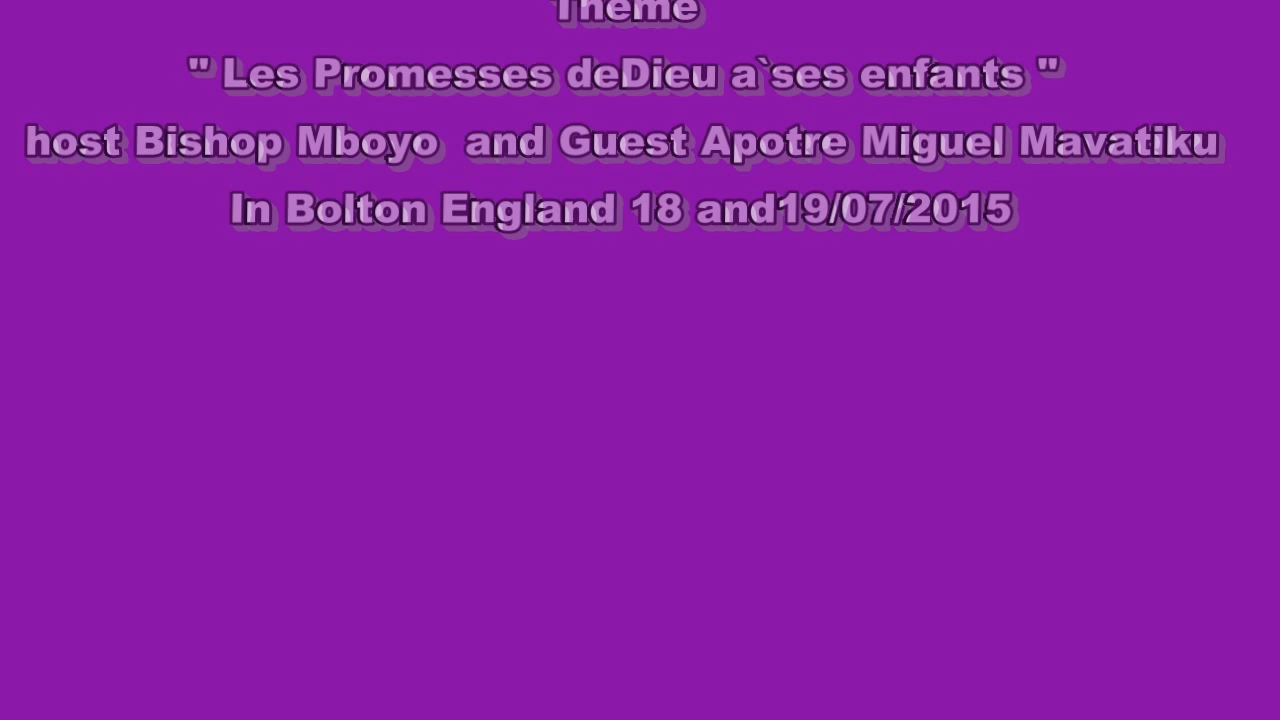 Theme
" Les Promesses deDieu a`ses enfants "
host Bishop Mboyo  and Guest Apotre Miguel Mavatiku
In Bolton England 18 and19/07/2015